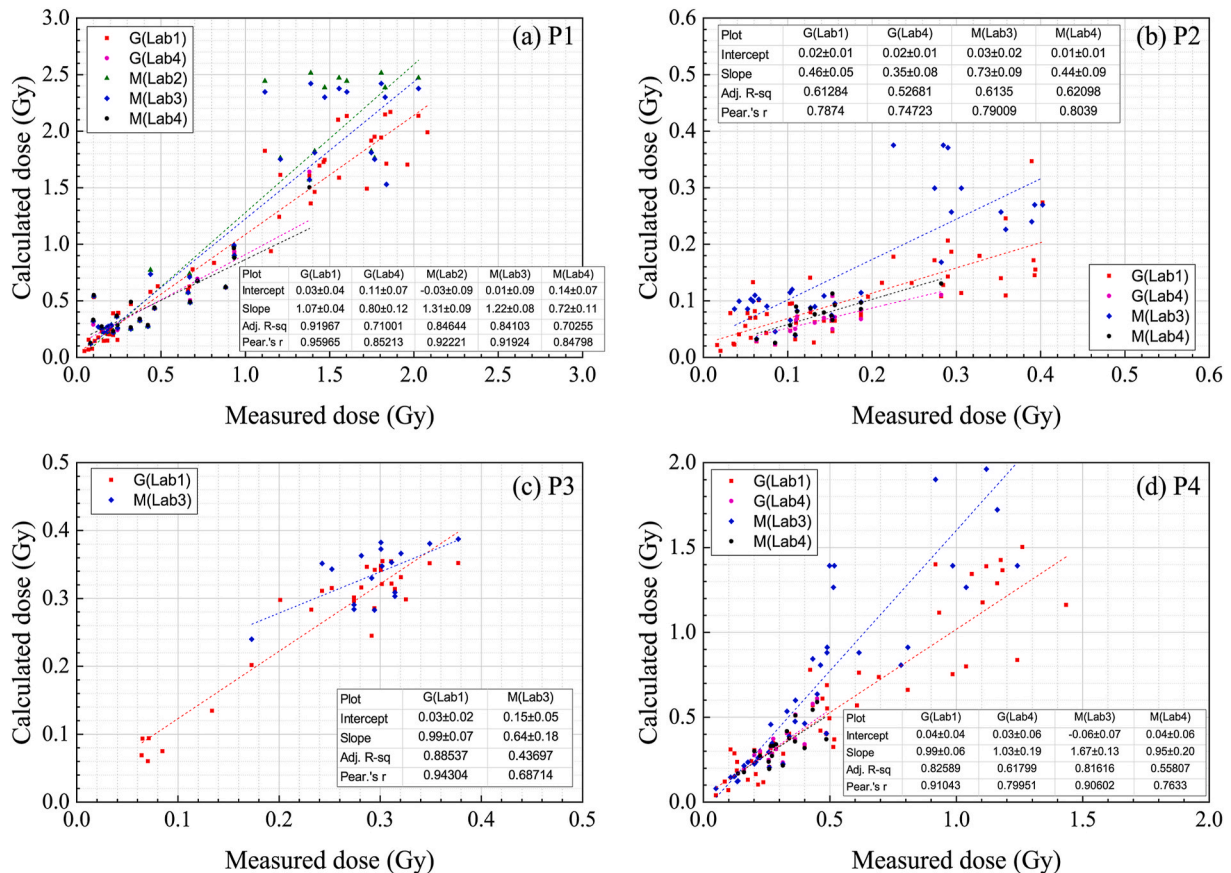 (a) P1
G(Lab1)
G(Lab4)
M(Lab2)
M(Lab3)
M(Lab4)
Calculated dose (Gy)
3.0
2.5
2.0
1.5
1.0
0.5
0.0
Plot G(Lab1) G(Lab4) M(Lab2) M(Lab3) M(Lab4)
Intercept 0.03±0.04 0.11±0.07 -0.03±0.09 0.01±0.09 0.14±0.07
Slope 1.07±0.04 0.80±0.12 1.31±0.09 1.22±0.08 0.72±0.11
Adj. R-sq 0.91967 0.71001 0.84644 0.84103 0.70255
Pear.'s r 0.95965 0.85213 0.92221 0.91924 0.84798
0.0 0.5 1.0 1.5 2.0 2.5 3.0
Measured dose (Gy)
(b) P2
Plot G(Lab1) G(Lab4) M(Lab3) M(Lab4)
Intercept 0.02±0.01 0.02±0.01 0.03±0.02 0.01±0.01
Slope 0.46±0.05 0.35±0.08 0.73±0.09 0.44±0.09
Adj. R-sq 0.61284 0.52681 0.6135 0.62098
Pear.'s r 0.7874 0.74723 0.79009 0.8039
Calculated dose (Gy)
0.6
0.5
0.4
0.3
0.2
0.1
0.0
G(Lab1)
G(Lab4)
M(Lab3)
M(Lab4)
0.0 0.1 0.2 0.3 0.4 0.6
Measured dose (Gy)
(c) P3
G(Lab1)
M(Lab3)
Calculated dose (Gy)
0.5
0.4
0.3
0.2
0.1
0.0
Plot G(Lab1) M(Lab3)
Intercept 0.03±0.02 0.15±0.05
Slope 0.99±0.07 0.64±0.18
Adj. R-sq 0.88537 0.43697
Pear.'s r 0.94304 0.68714
0.0 0.1 0.2 0.3 0.4 0.5
Measured dose (Gy)
(d) P4
G(Lab1)
G(Lab4)
M(Lab3)
M(Lab4)
Calculated dose (Gy)
2.0
1.5
1.0
0.5
0.0
Plot G(Lab1) G(Lab4) M(Lab3) M(Lab4)
Intercept 0.04±0.04 0.03±0.06 -0.06±0.07 0.04±0.06
Slope 0.99±0.06 1.03±0.19 1.67±0.13 0.95±0.20
Adj. R-sq 0.82589 0.61799 0.81616 0.55807
Pear.'s r 0.91043 0.79951 0.90602 0.7633
0.0 0.5 1.0 1.5 2.0
Measured dose (Gy)